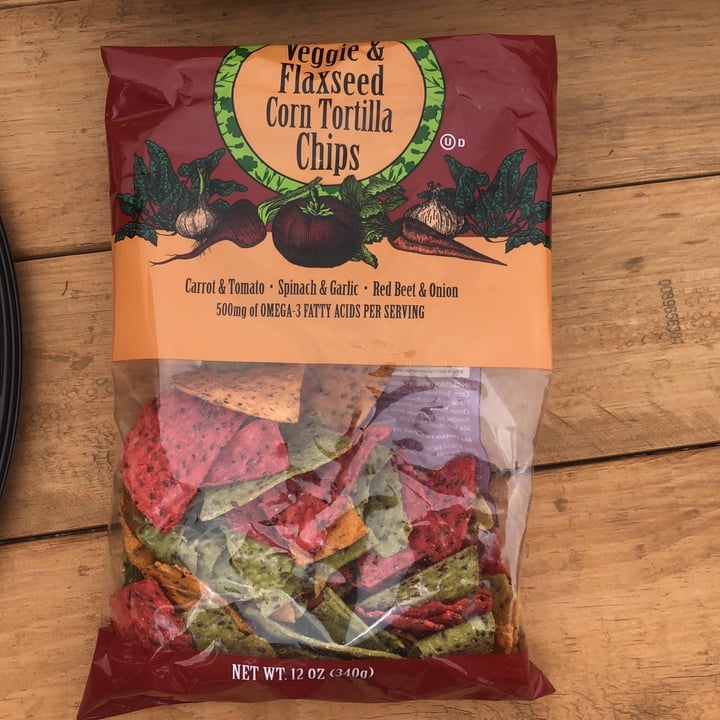 Veggie &
Flaxseed
Corn Tortilla
Chips
U D
Carrot & Tomato • Spinach & Garlic • Red Beet & Onion
500mg of OMEGA-3 FATTY ACIDS PER SERVING
NET WT. 12 OZ (340g)